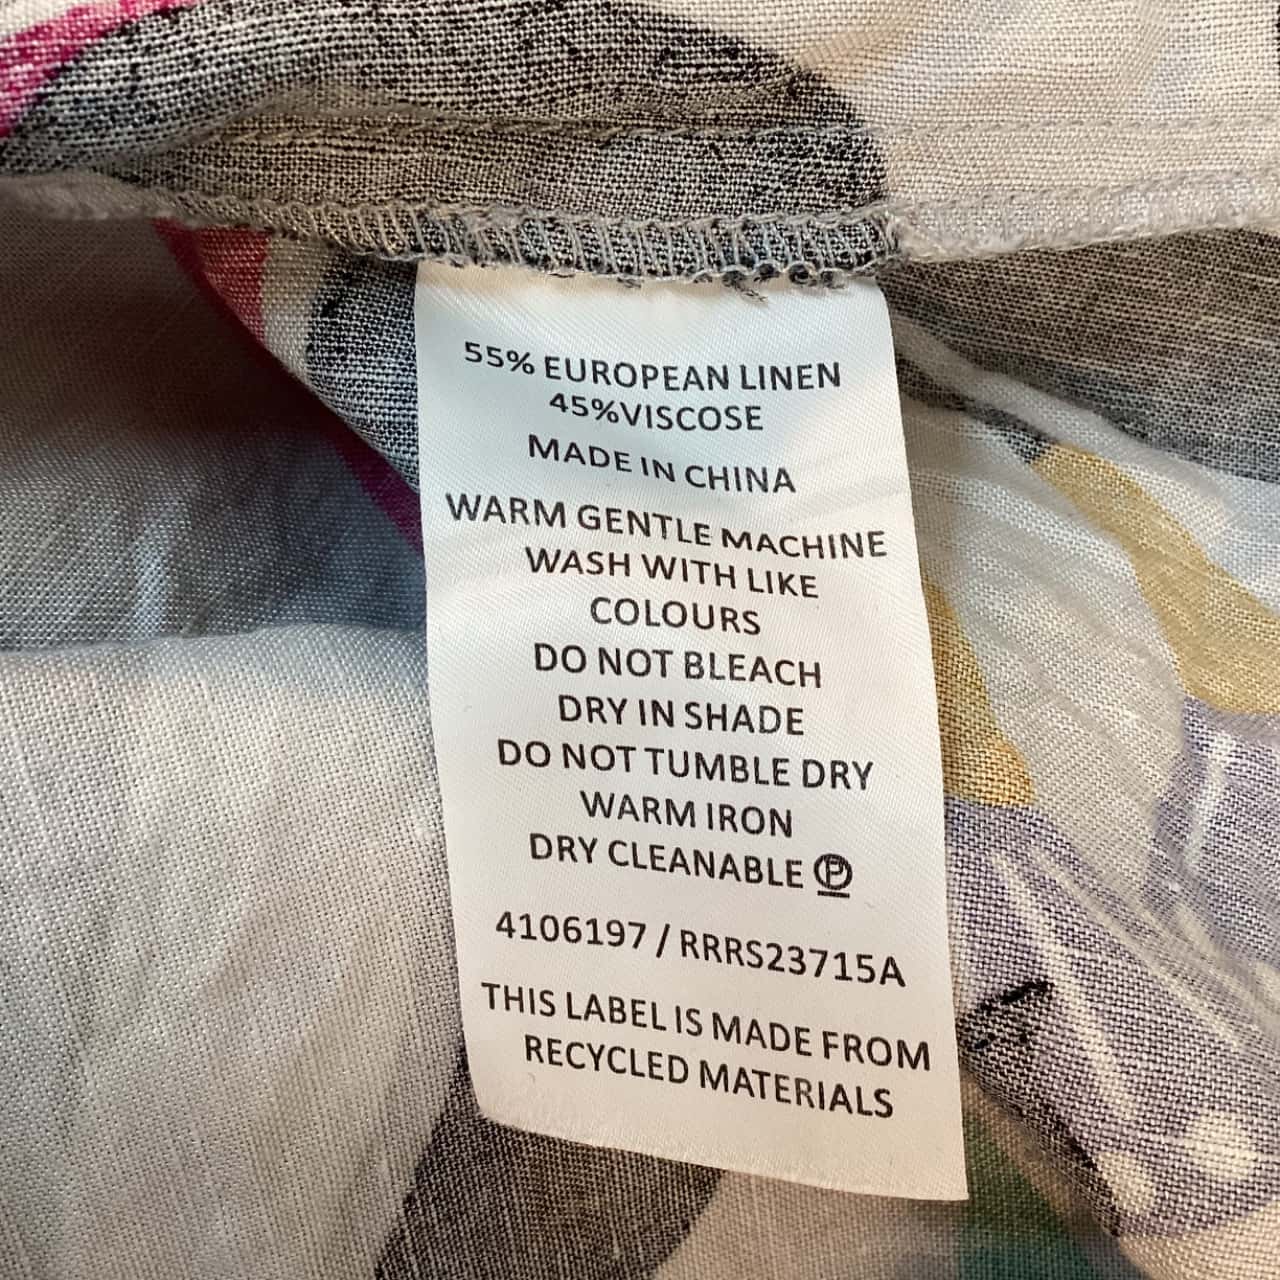 55% EUROPEAN LINEN
45%VISCOSE
MADE IN CHINA
WARM GENTLE MACHINE
WASH WITH LIKE
COLOURS
DO NOT BLEACH
DRY IN SHADE
DO NOT TUMBLE DRY
WARM IRON
DRY CLEANABLE Ⓟ
4106197 / RRRS23715A
THIS LABEL IS MADE FROM
RECYCLED MATERIALS